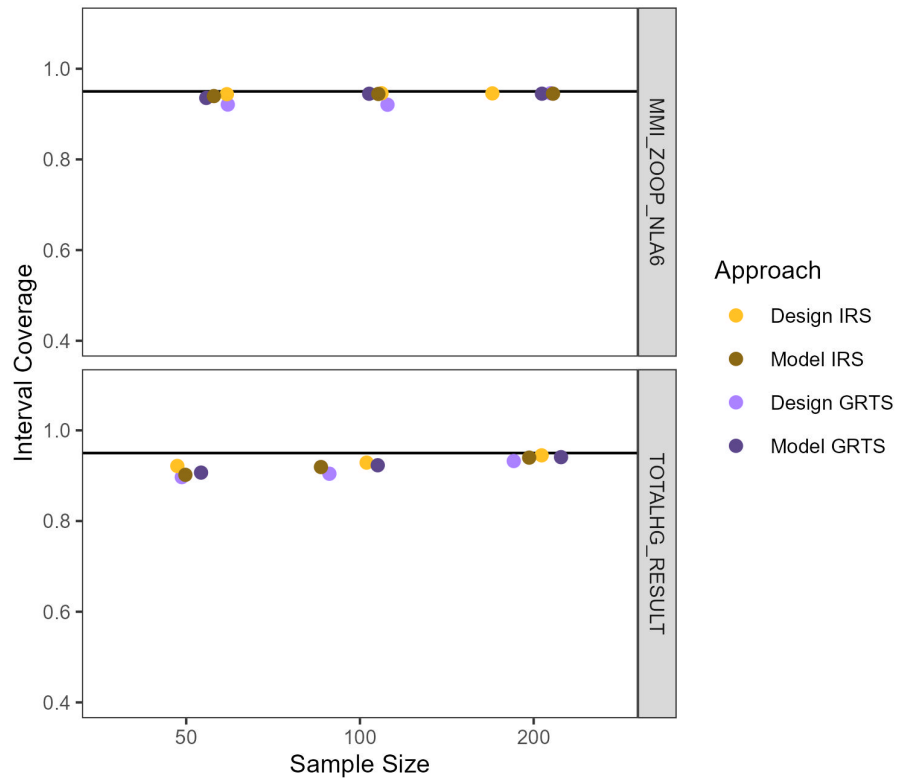 1.0
0.8
0.6
0.4
MMI_ZOOP_NLA6
1.0
0.8
0.6
0.4
TOTALHG_RESULT
Interval Coverage
50
100
200
Sample Size
Approach
Design IRS
Model IRS
Design GRTS
Model GRTS